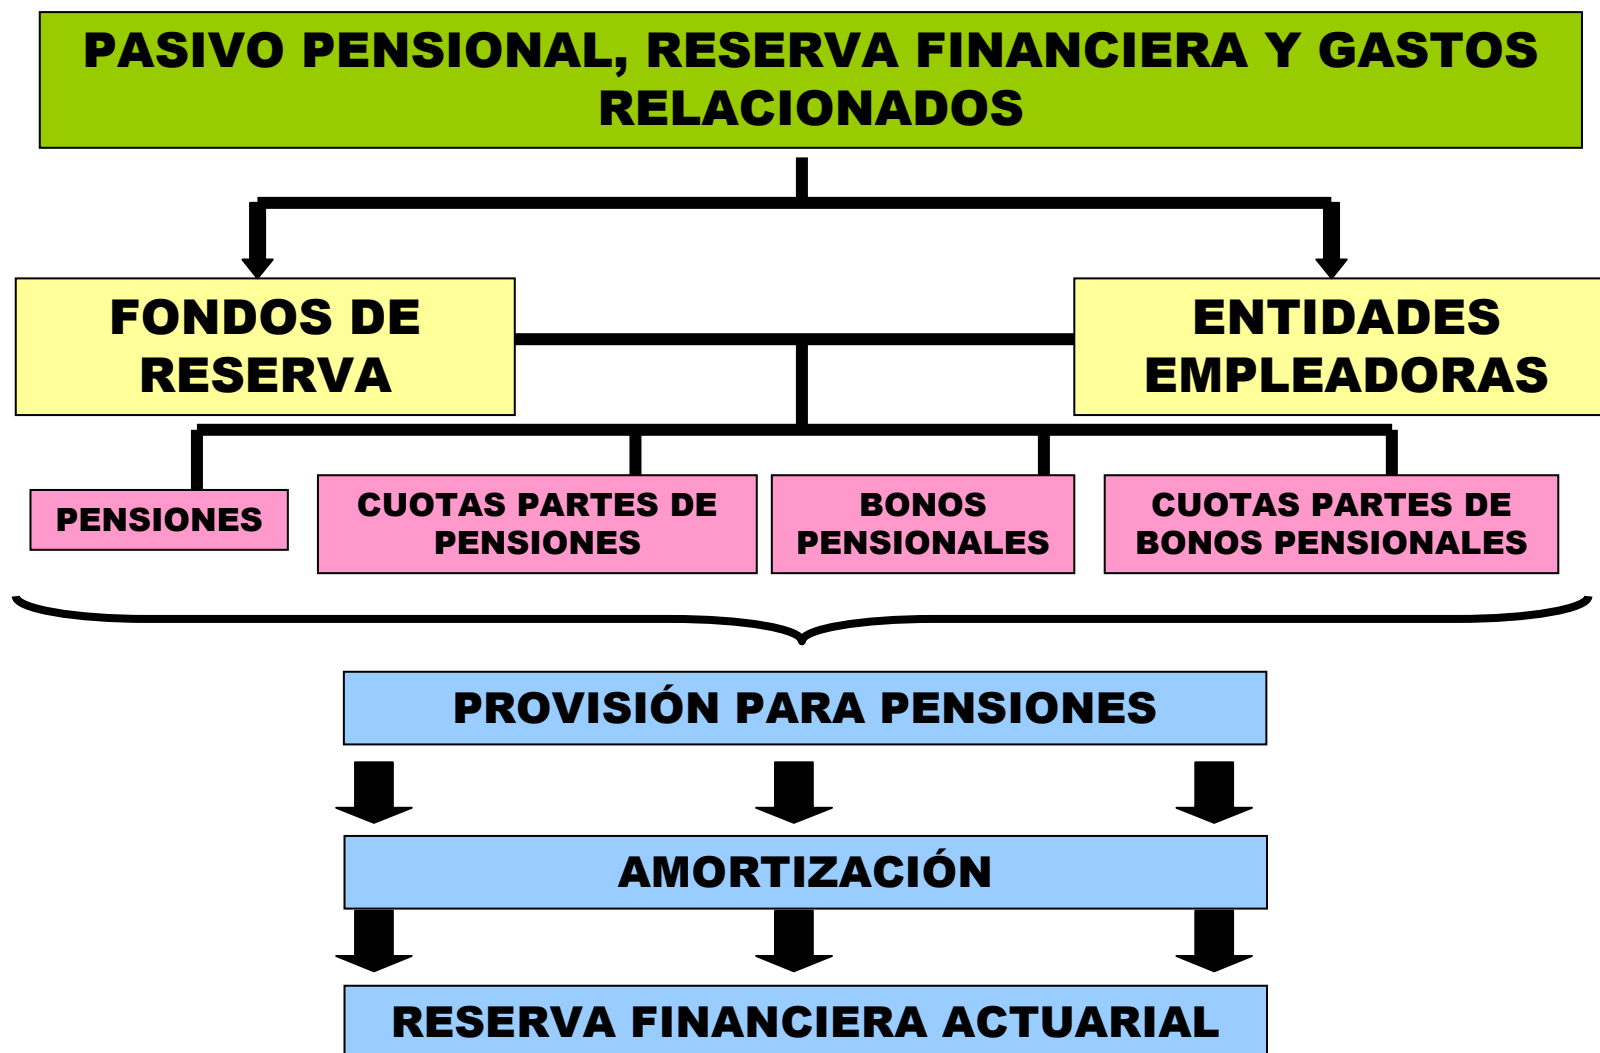 PASIVO PENSIONAL, RESERVA FINANCIERA Y GASTOS
RELACIONADOS
FONDOS DE
RESERVA
ENTIDADES
EMPLEADORAS
PENSIONES
CUOTAS PARTES DE
PENSIONES
BONOS
PENSIONALES
CUOTAS PARTES DE
BONOS PENSIONALES
PROVISIÓN PARA PENSIONES
AMORTIZACIÓN
RESERVA FINANCIERA ACTUARIAL